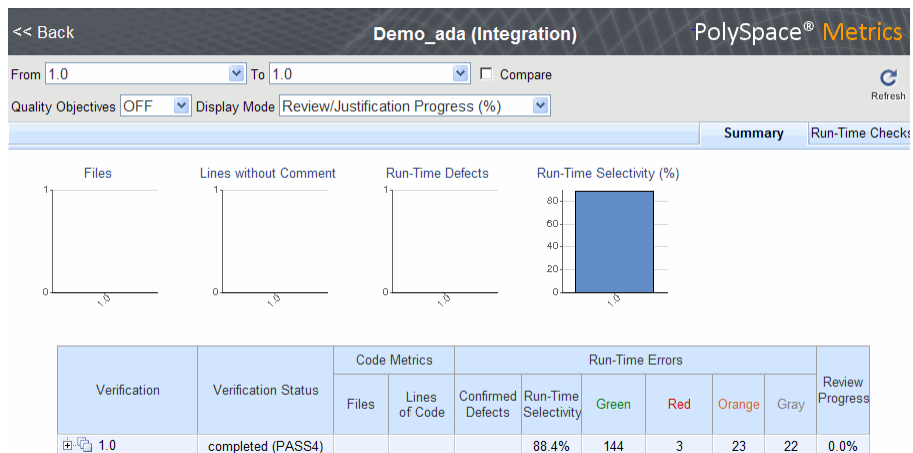 << Back Demo_ada (Integration) PolySpace® Metrics
From 1.0 To 1.0 Compare
Refresh
Quality Objectives OFF Display Mode Review/Justification Progress (%)
Summary Run-Time Checks
Files Lines without Comment Run-Time Defects Run-Time Selectivity (%)
1 1 1 80
60
40
20
0 0 0 0
1.0 1.0 1.0 1.0
Code Metrics Run-Time Errors
Verification Verification Status Files Lines of Code Confirmed Defects Run-Time Selectivity Green Red Orange Gray Review Progress
1.0 completed (PASS4) 88.4% 144 3 23 22 0.0%